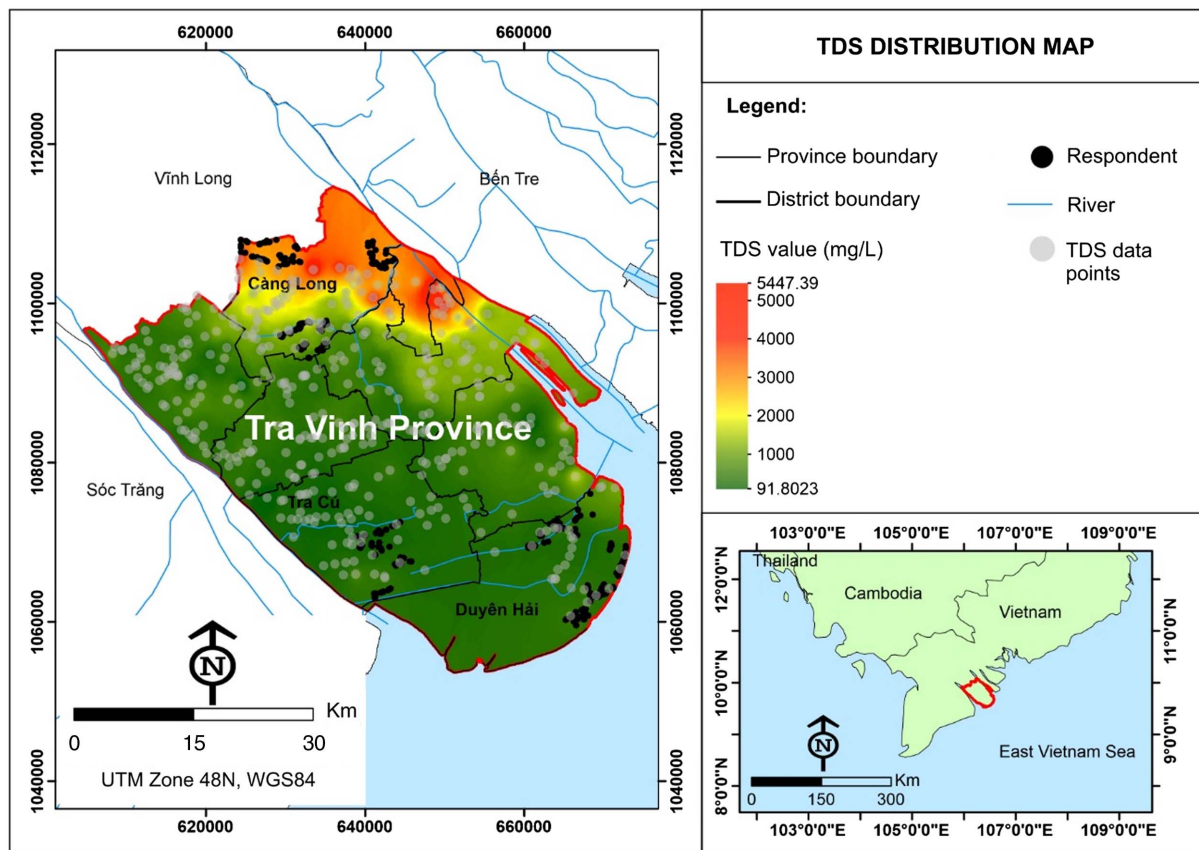 620000
640000
660000
1120000
1100000
1080000
1060000
1040000
Vĩnh Long
Bến Tre
Càng Long
Tra Vinh Province
Sóc Trăng
Trà Cú
Duyên Hải
N
Km
0
15
30
UTM Zone 48N, WGS84
1120000
1100000
1080000
1060000
1040000
620000
640000
660000
TDS DISTRIBUTION MAP
Legend:
Province boundary
Respondent
District boundary
River
TDS value (mg/L)
TDS data
points
5447.39
5000
4000
3000
2000
1000
91.8023
103°0'0"E
105°0'0"E
107°0'0"E
109°0'0"E
12°0'0"N
10°0'0"N
8°0'0"N
Thailand
Cambodia
Vietnam
East Vietnam Sea
N
Km
0
150
300
11°0'0"N
9°0'0"N
103°0'0"E
105°0'0"E
107°0'0"E
109°0'0"E